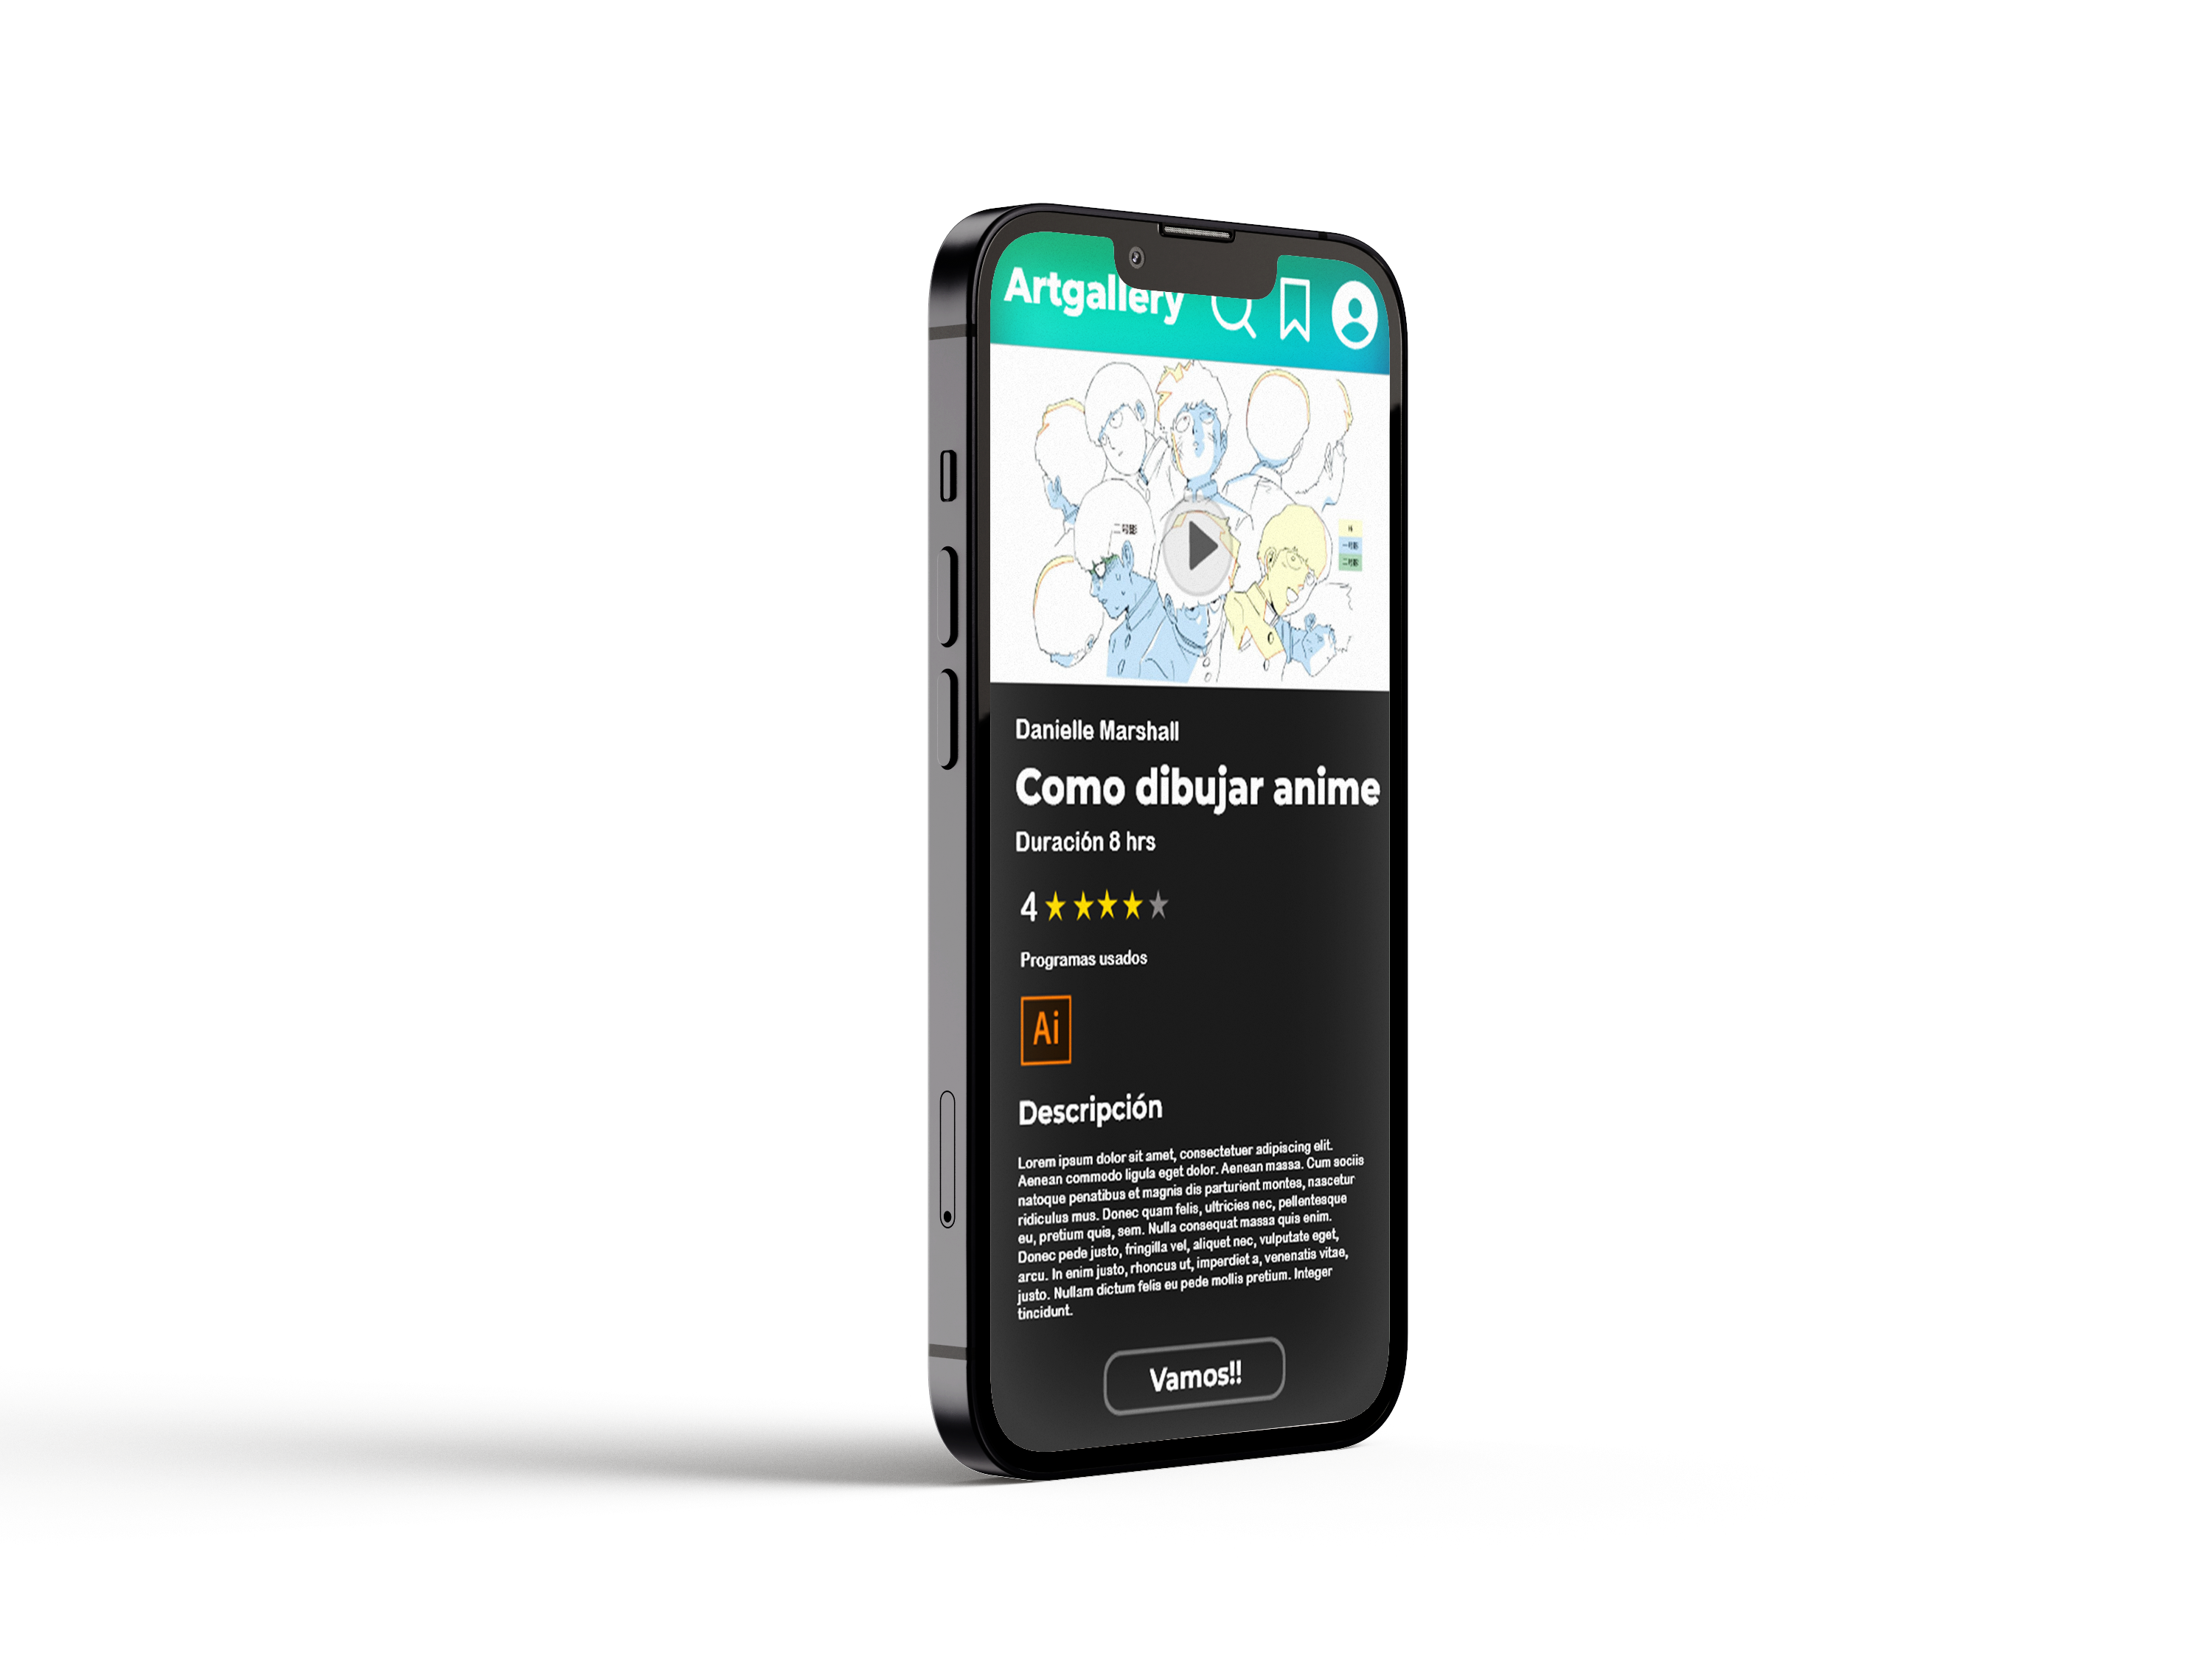 Artgallery
二号影
Danielle Marshall
Como dibujar anime
Duración 8 hrs
4
Programas usados
Ai
Descripción
Lorem ipsum dolor sit amet, consectetuer adipiscing elit.
Aenean commodo ligula eget dolor. Aenean massa. Cum sociis
natoque penatibus et magnis dis parturient montes, nascetur
ridiculus mus. Donec quam felis, ultricies nec, pellentesque
eu, pretium quis, sem. Nulla consequat massa quis enim.
Donec pede justo, fringilla vel, aliquet nec, vulputate eget,
arcu. In enim justo, rhoncus ut, imperdiet a, venenatis vitae,
justo. Nullam dictum felis eu pede mollis pretium. Integer
tincidunt.
Vamos!!